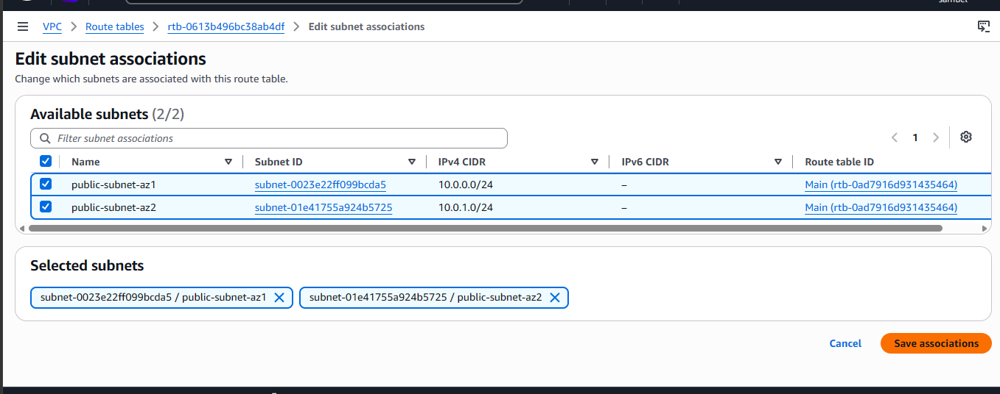 samuel
VPC > Route tables > rtb-0613b496bc38ab4df > Edit subnet associations
Edit subnet associations
Change which subnets are associated with this route table.
Available subnets (2/2)
Filter subnet associations
1
Name Subnet ID IPv4 CIDR IPv6 CIDR Route table ID
public-subnet-az1 subnet-0023e22ff099bcda5 10.0.0.0/24 – Main (rtb-0ad7916d931435464)
public-subnet-az2 subnet-01e41755a924b5725 10.0.1.0/24 – Main (rtb-0ad7916d931435464)
Selected subnets
subnet-0023e22ff099bcda5 / public-subnet-az1 subnet-01e41755a924b5725 / public-subnet-az2
Cancel Save associations